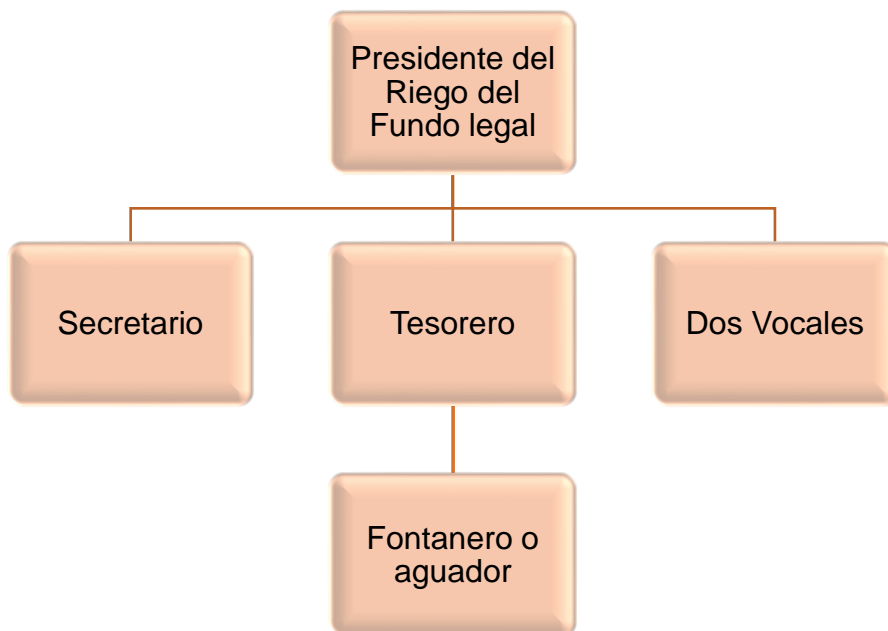 Presidente del
Riego del
Fundo legal
Secretario
Tesorero
Dos Vocales
Fontanero o
aguador